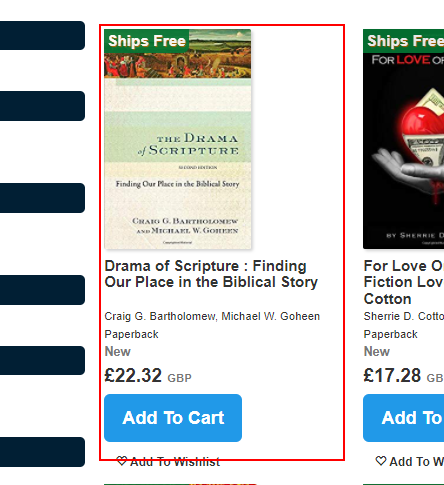 Ships Free
THE DRAMA
of SCRIPTURE
SECOND EDITION
Finding Our Place in the Biblical Story
CRAIG G. BARTHOLOMEW
AND MICHAEL W. GOHEEN
Drama of Scripture : Finding
Our Place in the Biblical Story
Craig G. Bartholomew, Michael W. Goheen
Paperback
New
£22.32 GBP
Add To Cart
Add To Wishlist
Ships Free
FOR LOVE O
BY SHERRIE D
For Love O
Fiction Lov
Cotton
Sherrie D. Cotto
Paperback
New
£17.28 GB
Add To
Add To W